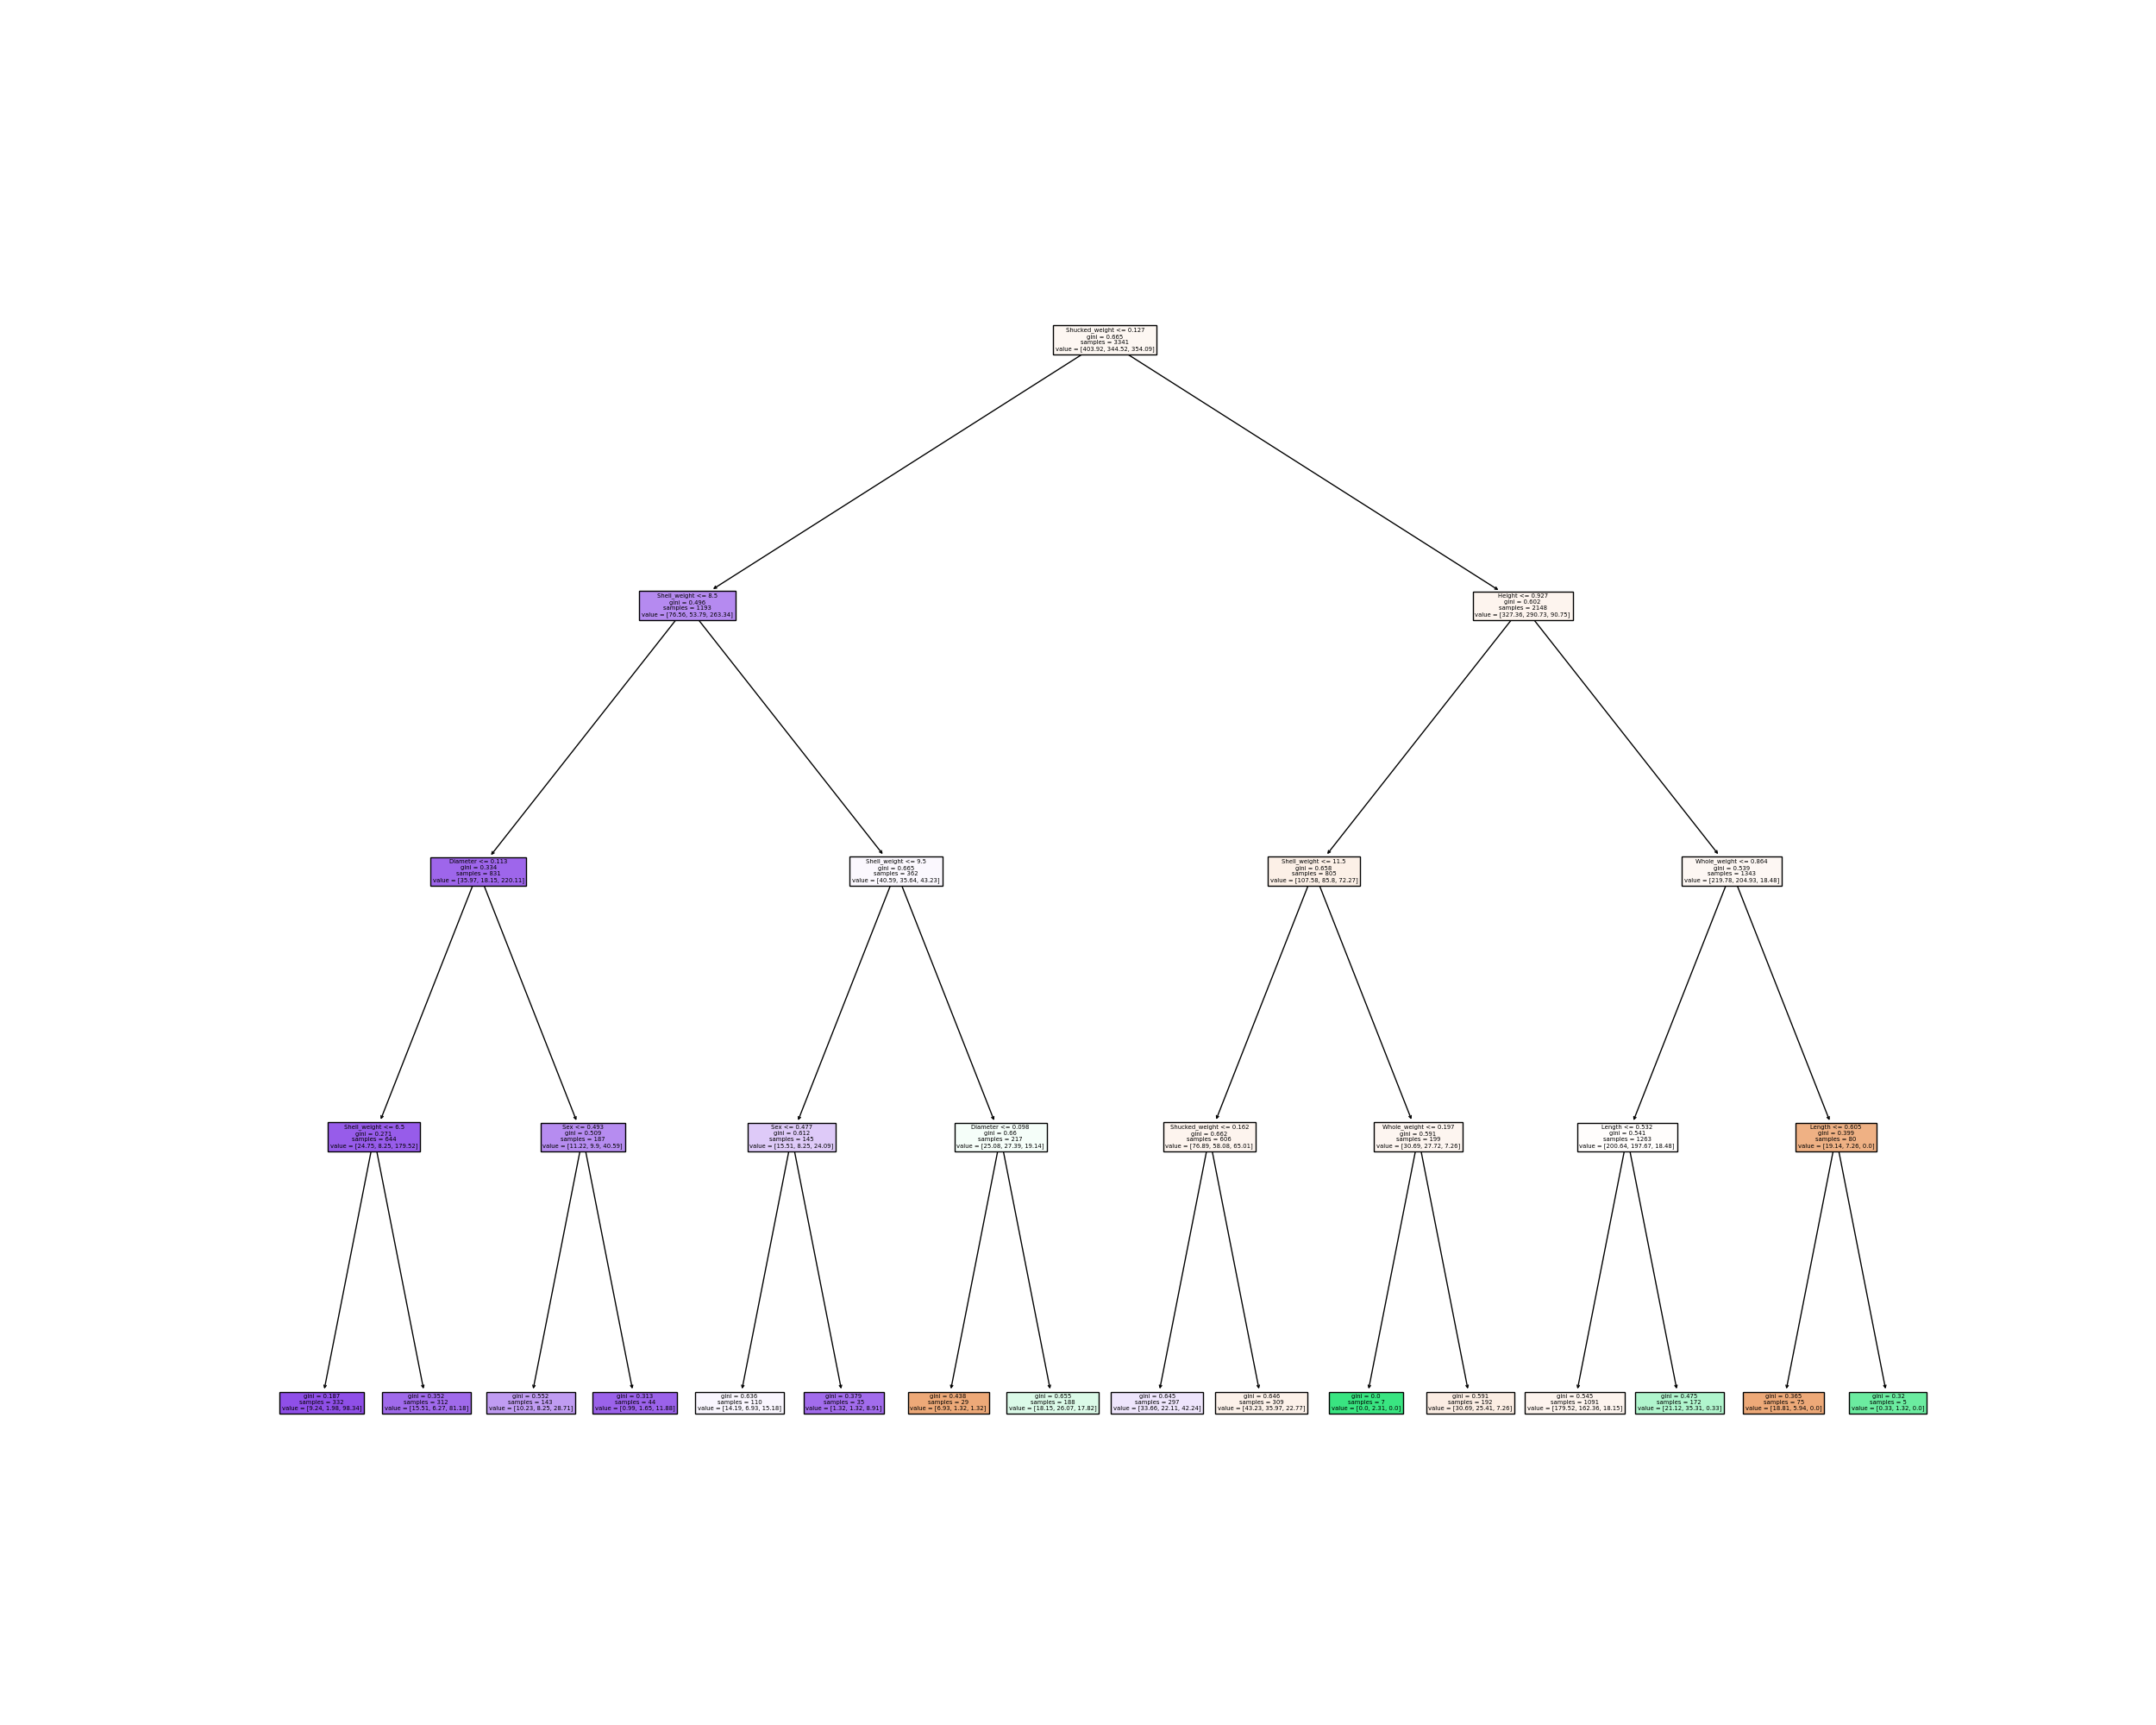 Shucked_weight <= 0.127
gini = 0.665
samples = 3341
value = [403.92, 344.52, 354.09]
Shell_weight <= 8.5
gini = 0.496
samples = 1193
value = [76.56, 53.79, 263.34]
Height <= 0.927
gini = 0.602
samples = 2148
value = [327.36, 290.73, 90.75]
Diameter <= 0.113
gini = 0.334
samples = 831
value = [35.97, 18.15, 220.11]
Shell_weight <= 9.5
gini = 0.665
samples = 362
value = [40.59, 35.64, 43.23]
Shell_weight <= 11.5
gini = 0.658
samples = 805
value = [107.58, 85.8, 72.27]
Whole_weight <= 0.864
gini = 0.539
samples = 1343
value = [219.78, 204.93, 18.48]
Shell_weight <= 6.5
gini = 0.271
samples = 644
value = [24.75, 8.25, 179.52]
Sex <= 0.493
gini = 0.509
samples = 187
value = [11.22, 9.9, 40.59]
Sex <= 0.477
gini = 0.612
samples = 145
value = [15.51, 8.25, 24.09]
Diameter <= 0.098
gini = 0.66
samples = 217
value = [25.08, 27.39, 19.14]
Shucked_weight <= 0.162
gini = 0.662
samples = 606
value = [76.89, 58.08, 65.01]
Whole_weight <= 0.197
gini = 0.591
samples = 199
value = [30.69, 27.72, 7.26]
Length <= 0.532
gini = 0.541
samples = 1263
value = [200.64, 197.67, 18.48]
Length <= 0.605
gini = 0.399
samples = 80
value = [19.14, 7.26, 0.0]
gini = 0.187
samples = 332
value = [9.24, 1.98, 98.34]
gini = 0.352
samples = 312
value = [15.51, 6.27, 81.18]
gini = 0.552
samples = 143
value = [10.23, 8.25, 28.71]
gini = 0.313
samples = 44
value = [0.99, 1.65, 11.88]
gini = 0.636
samples = 110
value = [14.19, 6.93, 15.18]
gini = 0.379
samples = 35
value = [1.32, 1.32, 8.91]
gini = 0.438
samples = 29
value = [6.93, 1.32, 1.32]
gini = 0.655
samples = 188
value = [18.15, 26.07, 17.82]
gini = 0.645
samples = 297
value = [33.66, 22.11, 42.24]
gini = 0.646
samples = 309
value = [43.23, 35.97, 22.77]
gini = 0.0
samples = 7
value = [0.0, 2.31, 0.0]
gini = 0.591
samples = 192
value = [30.69, 25.41, 7.26]
gini = 0.545
samples = 1091
value = [179.52, 162.36, 18.15]
gini = 0.475
samples = 172
value = [21.12, 35.31, 0.33]
gini = 0.365
samples = 75
value = [18.81, 5.94, 0.0]
gini = 0.32
samples = 5
value = [0.33, 1.32, 0.0]